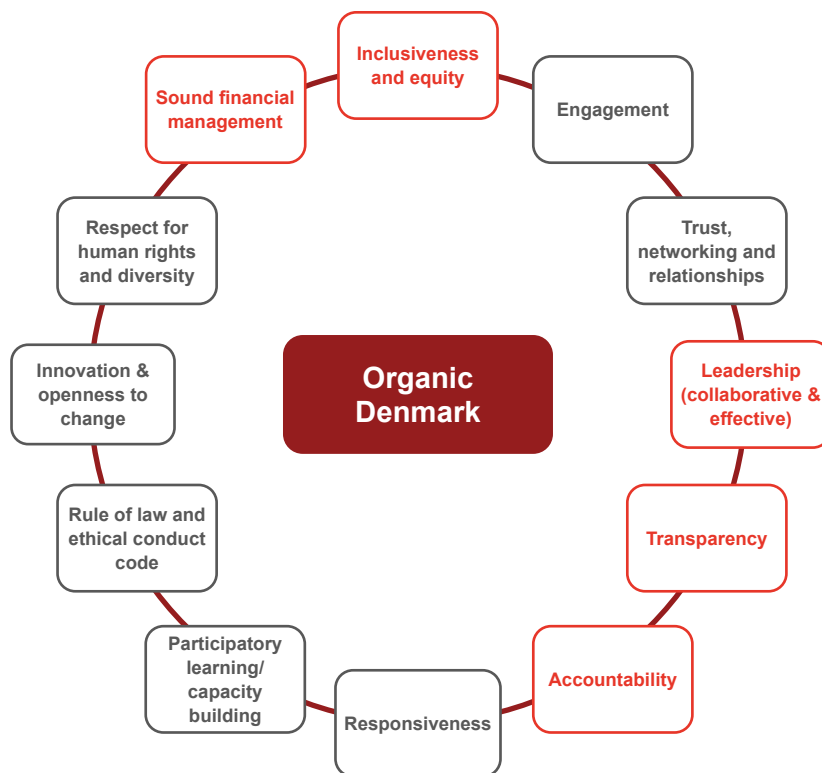 Inclusiveness
and equity
Engagement
Trust,
networking and
relationships
Leadership
(collaborative &
effective)
Transparency
Accountability
Responsiveness
Participatory
learning/
capacity
building
Rule of law and
ethical conduct
code
Innovation &
openness to
change
Respect for
human rights
and diversity
Sound financial
management
Organic
Denmark